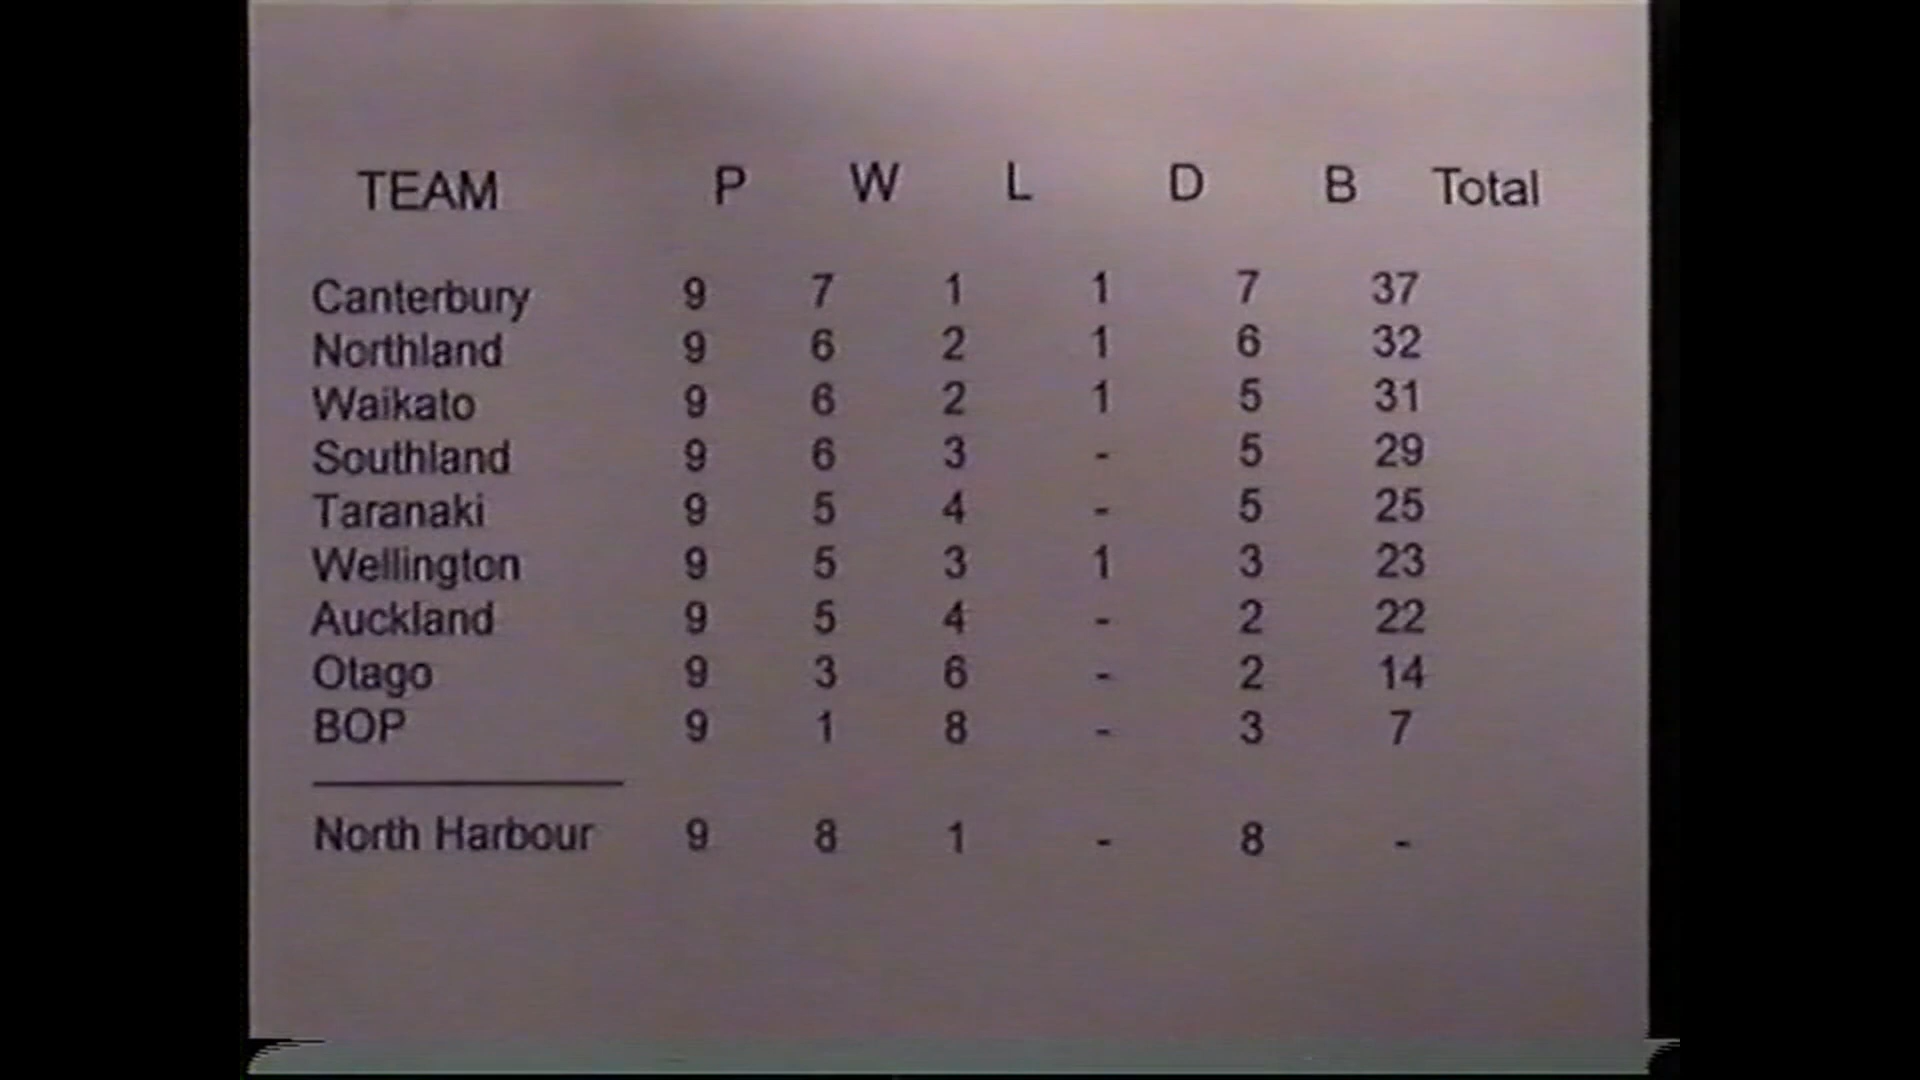 TEAM P W L D B Total
Canterbury 9 7 1 1 7 37
Northland 9 6 2 1 6 32
Waikato 9 6 2 1 5 31
Southland 9 6 3 - 5 29
Taranaki 9 5 4 - 5 25
Wellington 9 5 3 1 3 23
Auckland 9 5 4 - 2 22
Otago 9 3 6 - 2 14
BOP 9 1 8 - 3 7
North Harbour 9 8 1 - 8 -